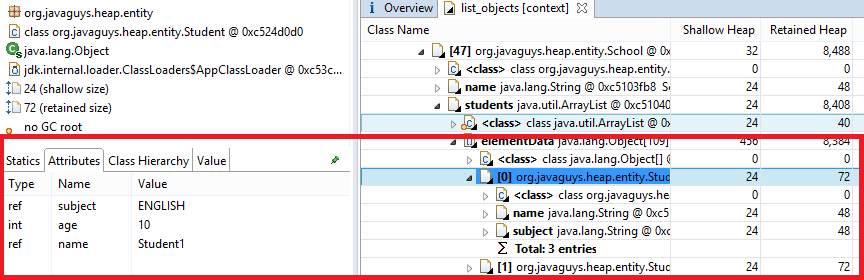 org.javaguys.heap.entity
class org.javaguys.heap.entity.Student @ 0xc524d0d0
java.lang.Object
jdk.internal.loader.ClassLoaders$AppClassLoader @ 0xc53c...
24 (shallow size)
72 (retained size)
no GC root
Statics Attributes Class Hierarchy Value
Type Name Value
ref subject ENGLISH
int age 10
ref name Student1
i Overview list_objects [context]
Class Name Shallow Heap Retained Heap
[47] org.javaguys.heap.entity.School @ 0x 32 8,488
<class> class org.javaguys.heap.entity. 0 0
name java.lang.String @ 0xc5103fb8 Sc 24 48
students java.util.ArrayList @ 0xc51040 24 8,408
<class> class java.util.ArrayList @ 0x 24 40
elementData java.lang.Object[109] 456 8,384
<class> class java.lang.Object[] @ 0 0
[0] org.javaguys.heap.entity.Stud 24 72
<class> class org.javaguys.he 0 0
name java.lang.String @ 0xc5 24 48
subject java.lang.String @ 0xc 24 48
Σ Total: 3 entries
[1] org.javaguys.heap.entity.Stud 24 72